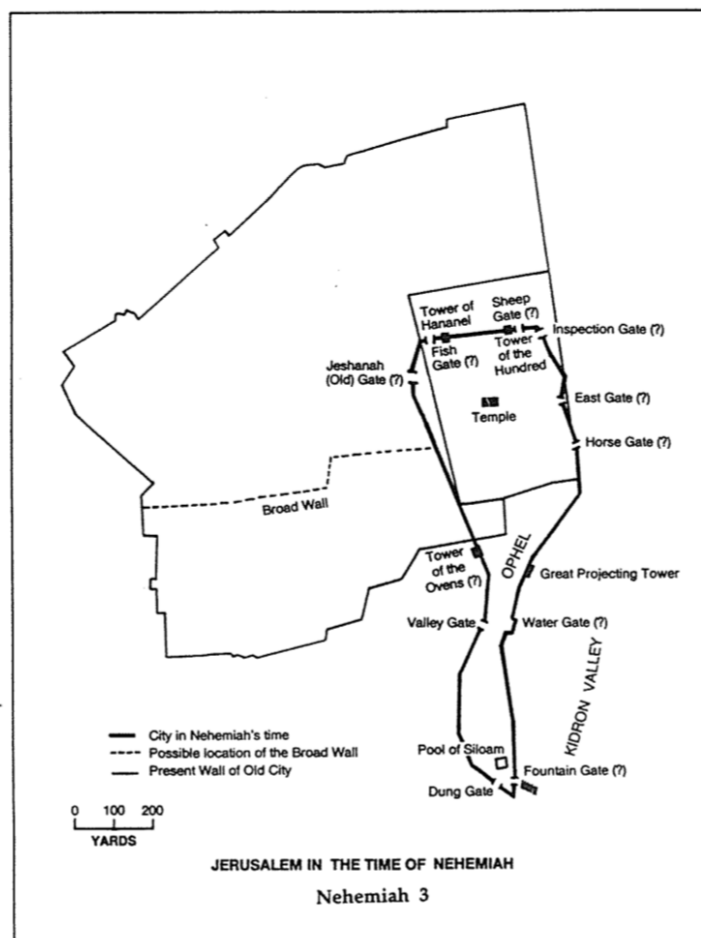 Tower of
Hananel
Sheep
Gate (?)
Inspection Gate (?)
Fish
Gate (?)
Tower
of the
Hundred
Jeshanah
(Old) Gate (?)
East Gate (?)
Temple
Horse Gate (?)
Broad Wall
OPHEL
Tower
of the
Ovens (?)
Great Projecting Tower
Valley Gate
Water Gate (?)
KIDRON VALLEY
City in Nehemiah's time
Possible location of the Broad Wall
Present Wall of Old City
Pool of Siloam
Fountain Gate (?)
Dung Gate
0 100 200
YARDS
JERUSALEM IN THE TIME OF NEHEMIAH
Nehemiah 3